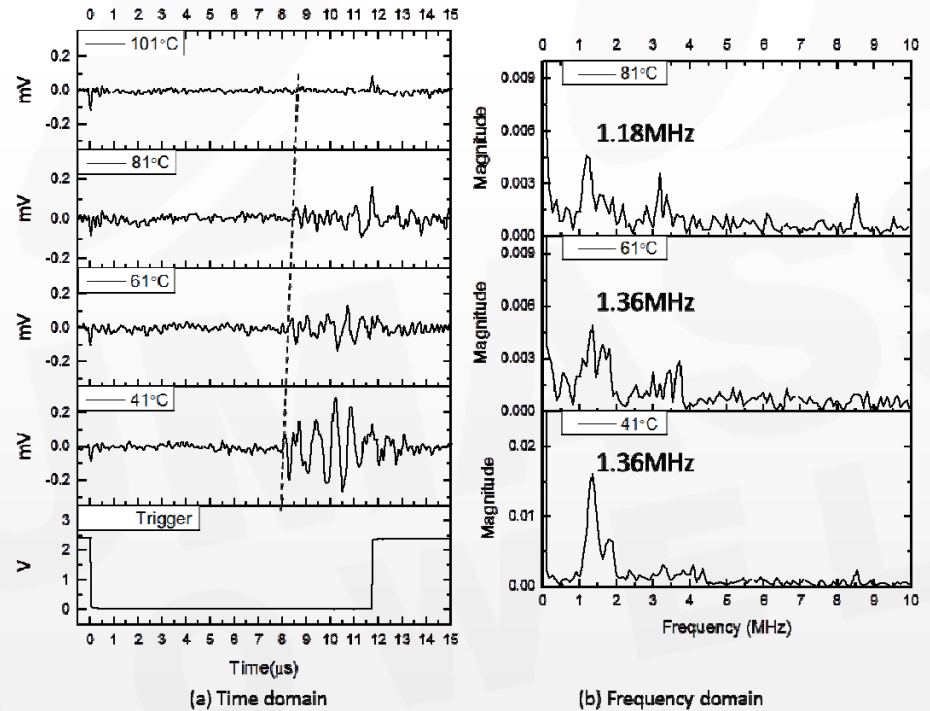 0 1 2 3 4 5 6 7 8 9 10 11 12 13 14 15
101°C
mV
0.2
0.0
-0.2
81°C
mV
0.2
0.0
-0.2
61°C
mV
0.2
0.0
-0.2
41°C
mV
0.2
0.0
-0.2
Trigger
V
3
2
1
0
0 1 2 3 4 5 6 7 8 9 10 11 12 13 14 15
Time(μs)
(a) Time domain
0 1 2 3 4 5 6 7 8 9 10
81°C
Magnitude
0.009
0.006
0.003
0.000
1.18MHz
61°C
Magnitude
0.009
0.006
0.003
0.000
1.36MHz
41°C
Magnitude
0.02
0.01
0.00
1.36MHz
0 1 2 3 4 5 6 7 8 9 10
Frequency (MHz)
(b) Frequency domain